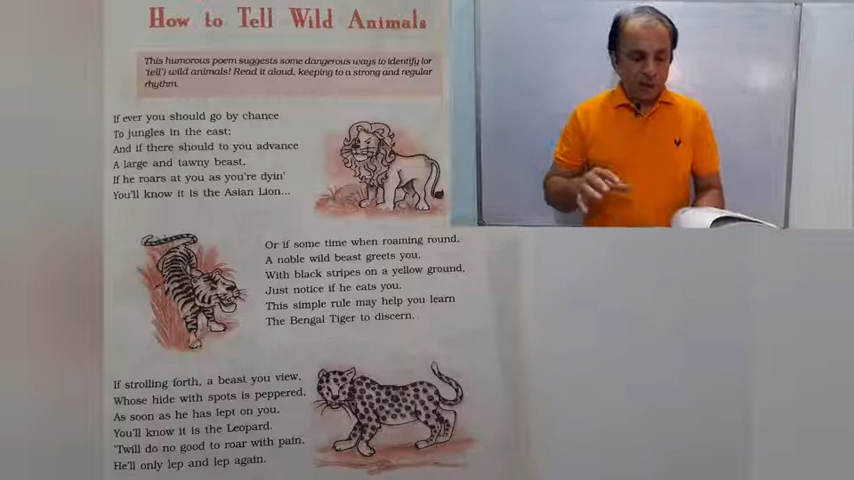 How to Tell Wild Animals
This humorous poem suggests some dangerous ways to identify (or
'tell') wild animals! Read it aloud, keeping to a strong and regular
rhythm.
If ever you should go by chance
To jungles in the east;
And if there should to you advance
A large and tawny beast,
If he roars at you as you're dyin'
You'll know it is the Asian Lion...
Or if some time when roaming round,
A noble wild beast greets you,
With black stripes on a yellow ground,
Just notice if he eats you.
This simple rule may help you learn
The Bengal Tiger to discern.
If strolling forth, a beast you view,
Whose hide with spots is peppered,
As soon as he has lept on you,
You'll know it is the Leopard.
'Twill do no good to roar with pain,
He'll only lep and lep again.